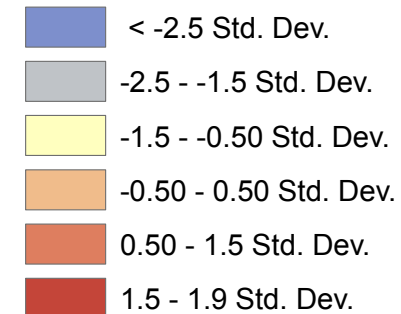 < -2.5 Std. Dev.
-2.5 - -1.5 Std. Dev.
-1.5 - -0.50 Std. Dev.
-0.50 - 0.50 Std. Dev.
0.50 - 1.5 Std. Dev.
1.5 - 1.9 Std. Dev.